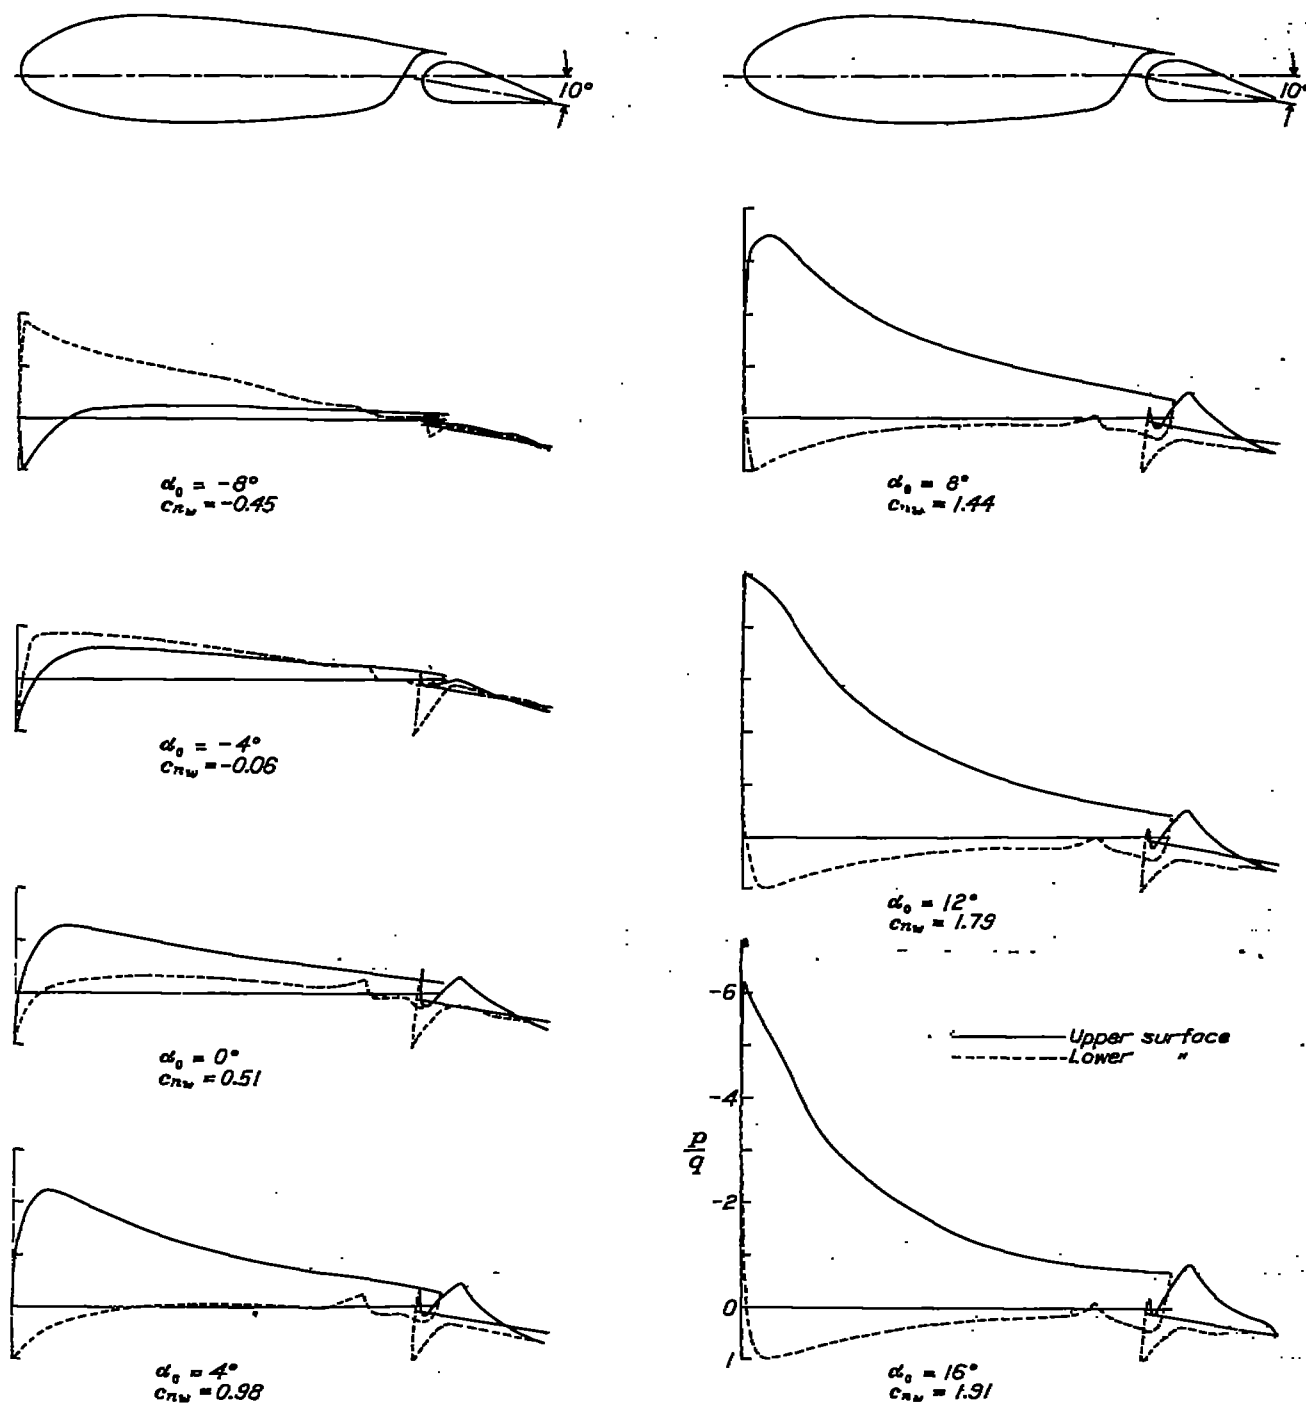 10°
10°
α₀ = -8°
cnw = -0.45
α₀ = -4°
cnw = -0.06
α₀ = 0°
cnw = 0.51
α₀ = 4°
cnw = 0.98
α₀ = 8°
cnw = 1.44
α₀ = 12°
cnw = 1.79
-6
-4
-2
0
1
p/q
Upper surface
Lower "
α₀ = 16°
cnw = 1.91